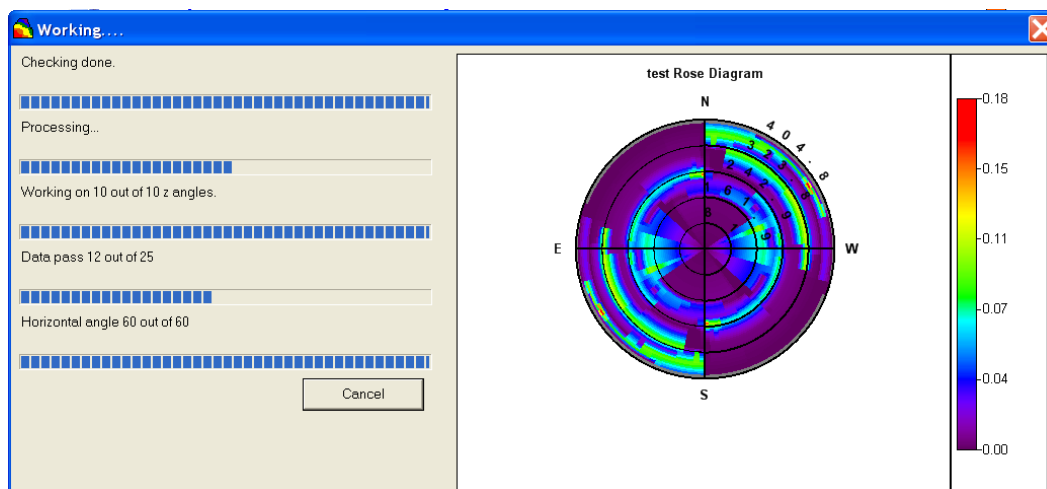 Working....
Checking done.
Processing...
Working on 10 out of 10 z angles.
Data pass 12 out of 25
Horizontal angle 60 out of 60
Cancel
test Rose Diagram
N
404.8
E
W
S
0.18
0.15
0.11
0.07
0.04
0.00